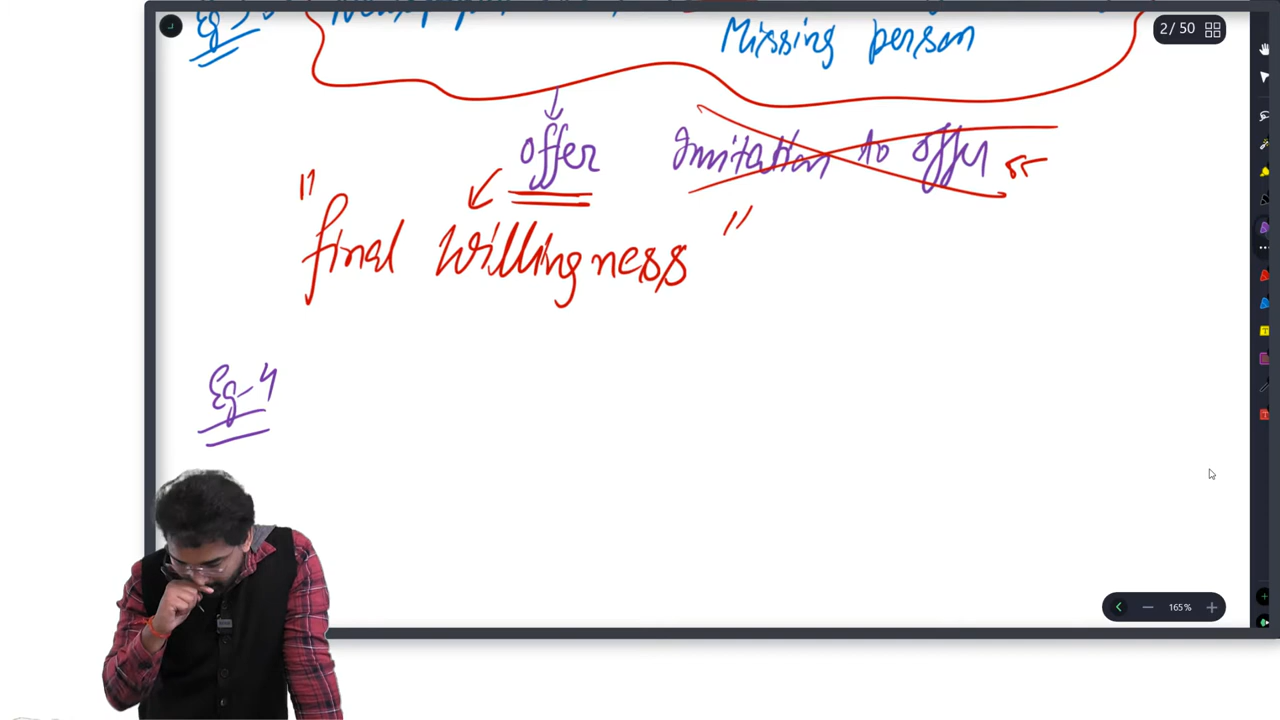 Missing person
2/50
offer Invitation to offer
" final Willingness "
Eg-4
165%